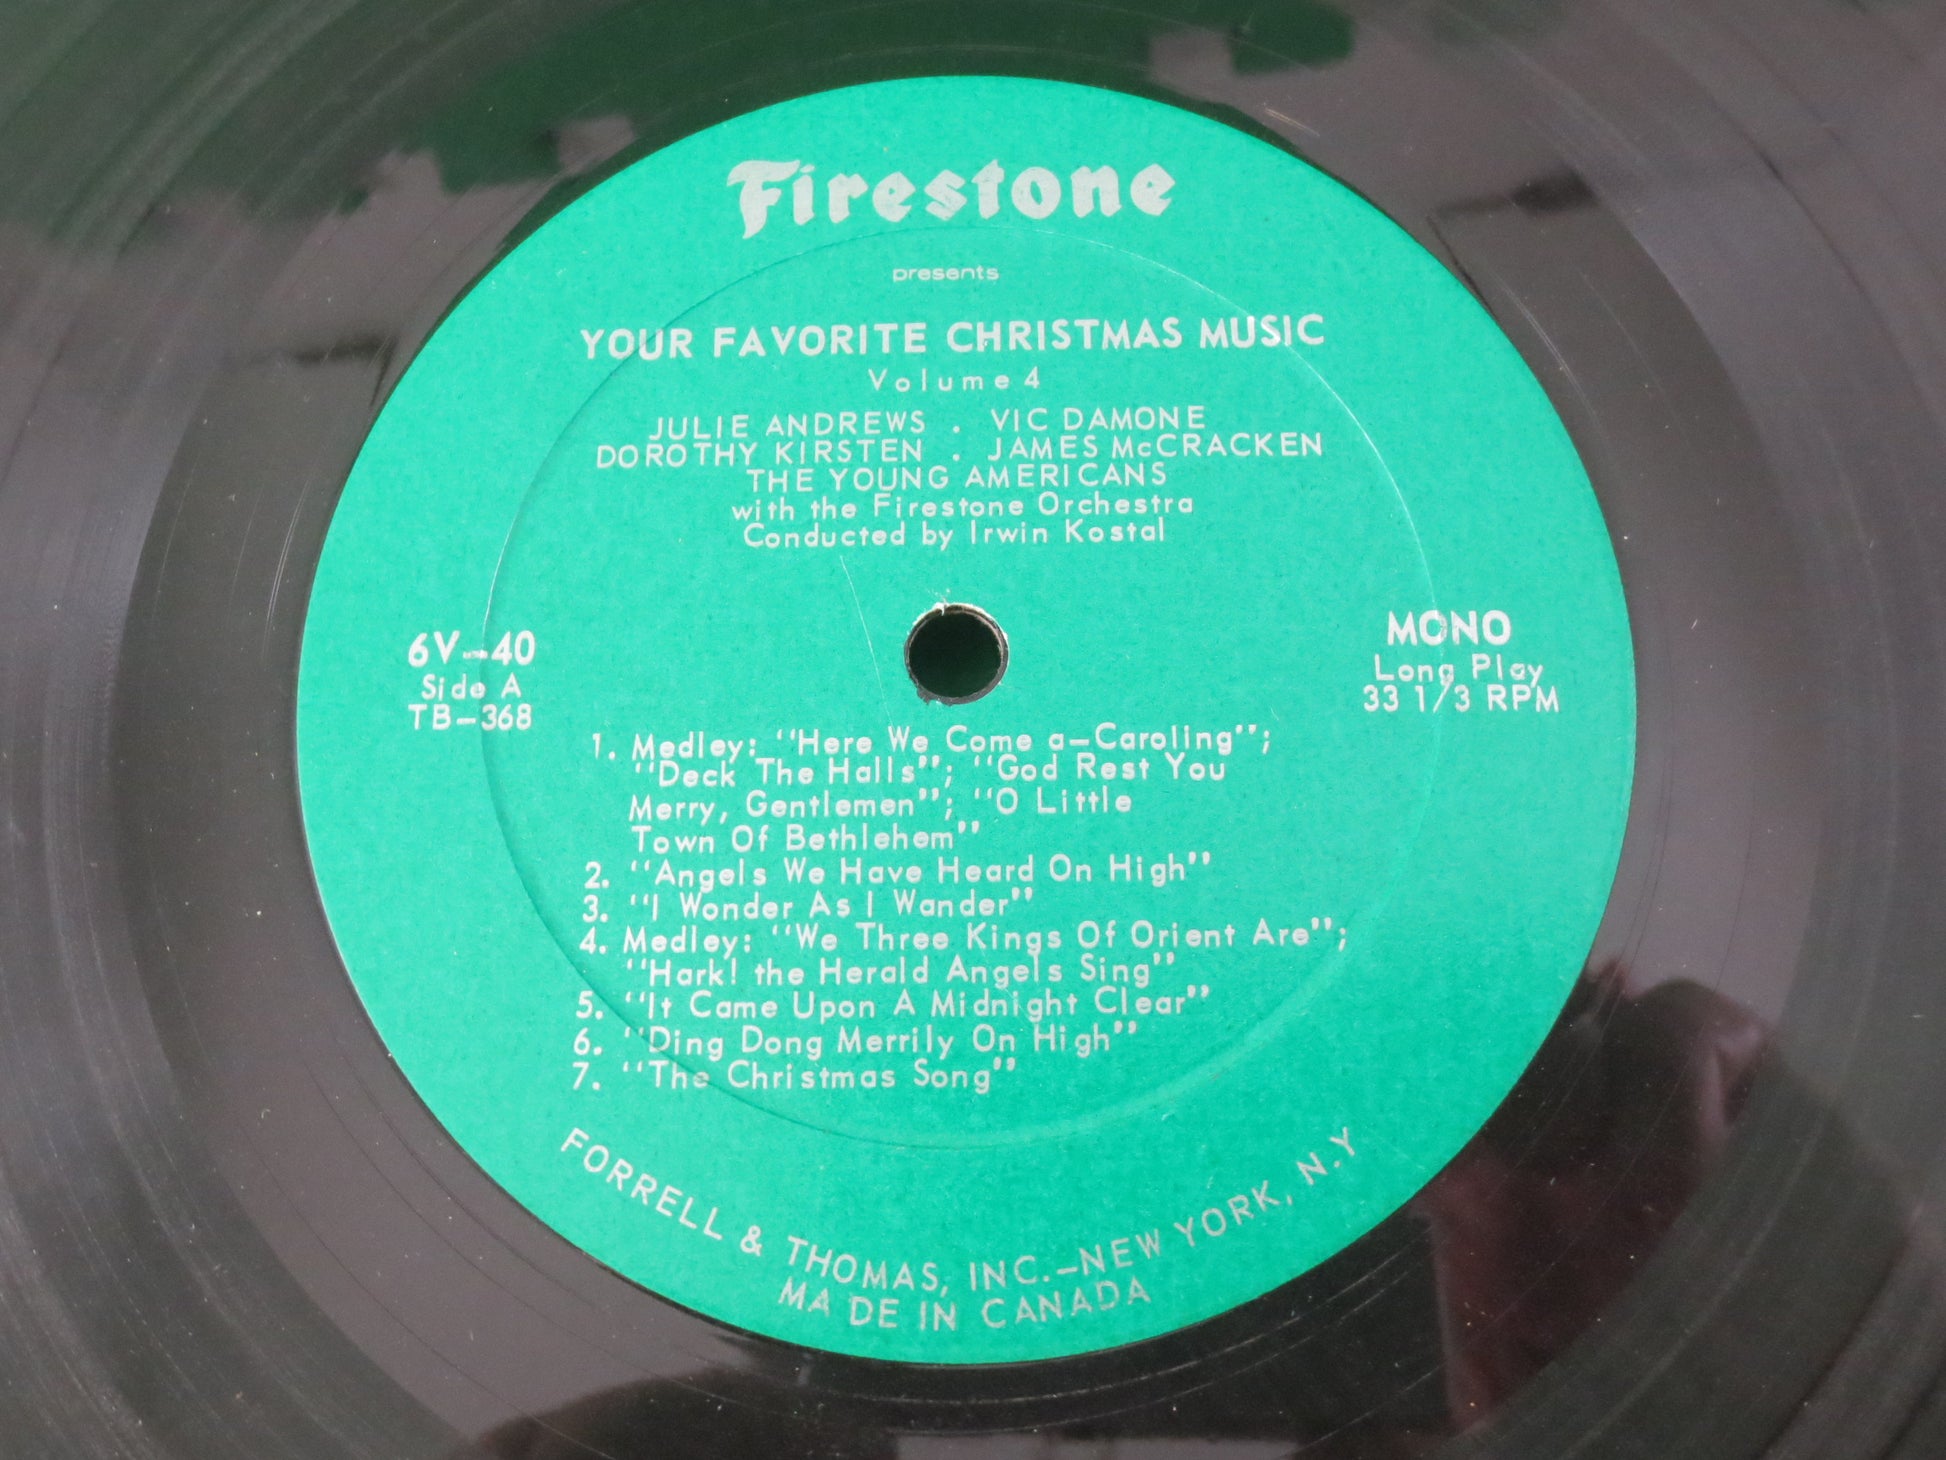 Firestone
presents
YOUR FAVORITE CHRISTMAS MUSIC
Volume 4
JULIE ANDREWS . VIC DAMONE
DOROTHY KIRSTEN . JAMES McCRACKEN
THE YOUNG AMERICANS
with the Firestone Orchestra
Conducted by Irwin Kostal
6V-40
Side A
TB-368
MONO
Long Play
33 1/3 RPM
1. Medley: "Here We Come a-Caroling";
"Deck The Halls"; "God Rest You
Merry, Gentlemen"; "O Little
Town Of Bethlehem"
2. "Angels We Have Heard On High"
3. "I Wonder As I Wander"
4. Medley: "We Three Kings Of Orient Are";
"Hark! the Herald Angels Sing"
5. "It Came Upon A Midnight Clear"
6. "Ding Dong Merrily On High"
7. "The Christmas Song"
FORRELL & THOMAS, INC.-NEW YORK, N.Y
MADE IN CANADA